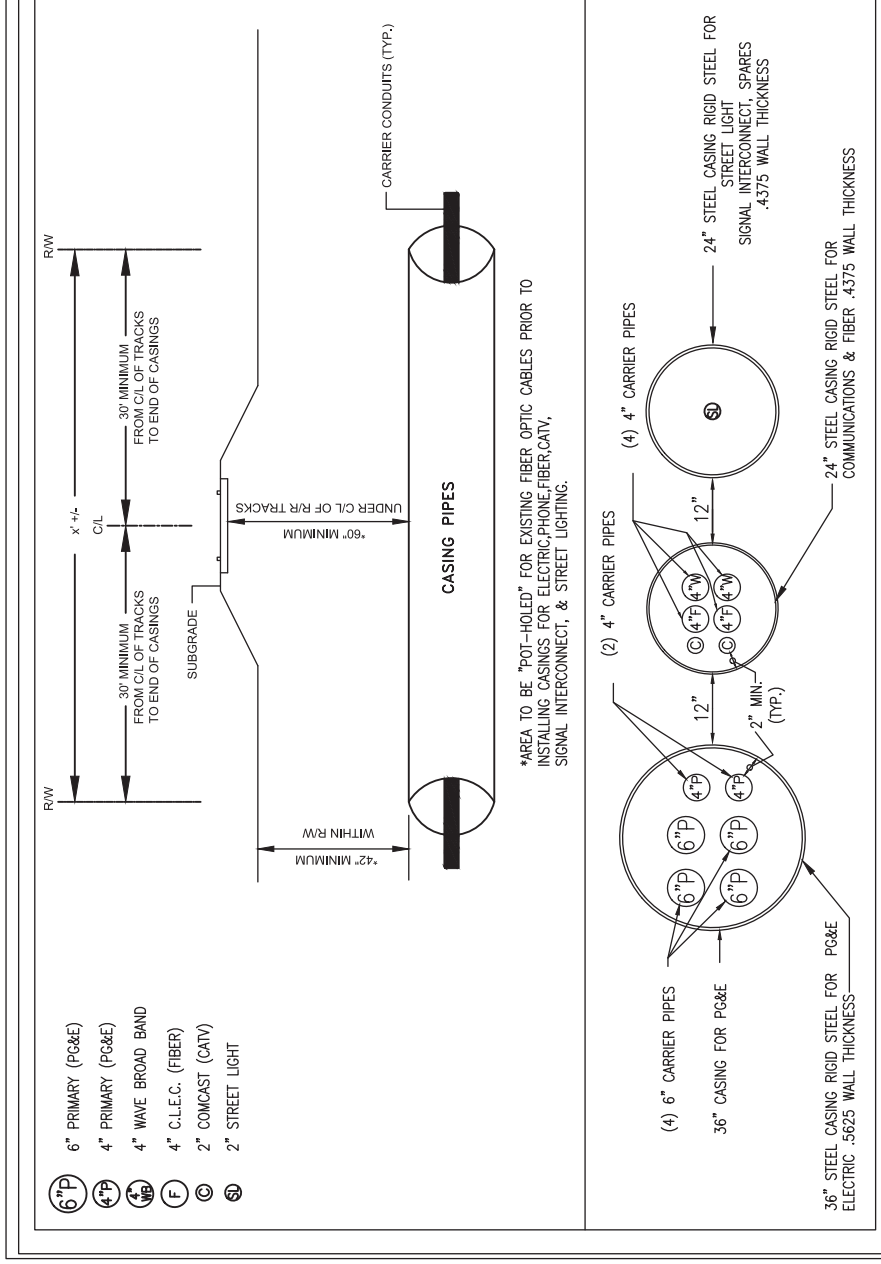 6"P 6" PRIMARY (PG&E)
4"P 4" PRIMARY (PG&E)
4" WB 4" WAVE BROAD BAND
F 4" C.L.E.C. (FIBER)
C 2" COMCAST (CATV)
SL 2" STREET LIGHT
R/W
R/W
x' +/-
C/L
30' MINIMUM
FROM C/L OF TRACKS
TO END OF CASINGS
30' MINIMUM
FROM C/L OF TRACKS
TO END OF CASINGS
SUBGRADE
*42" MINIMUM
WITHIN R/W
*60" MINIMUM
UNDER C/L OF R/R TRACKS
CARRIER CONDUITS (TYP.)
CASING PIPES
*AREA TO BE "POT-HOLED" FOR EXISTING FIBER OPTIC CABLES PRIOR TO
INSTALLING CASINGS FOR ELECTRIC,PHONE,FIBER,CATV,
SIGNAL INTERCONNECT, & STREET LIGHTING.
(4) 6" CARRIER PIPES
36" CASING FOR PG&E
36" STEEL CASING RIGID STEEL FOR PG&E
ELECTRIC .5625 WALL THICKNESS
(2) 4" CARRIER PIPES
(4) 4" CARRIER PIPES
6"P
6"P
4"P
6"P
6"P
4"P
12"
2" MIN.
(TYP.)
C
4"F
4"W
C
4"F
4"W
12"
SL
24" STEEL CASING RIGID STEEL FOR
STREET LIGHT
SIGNAL INTERCONNECT, SPARES
.4375 WALL THICKNESS
24" STEEL CASING RIGID STEEL FOR
COMMUNICATIONS & FIBER .4375 WALL THICKNESS